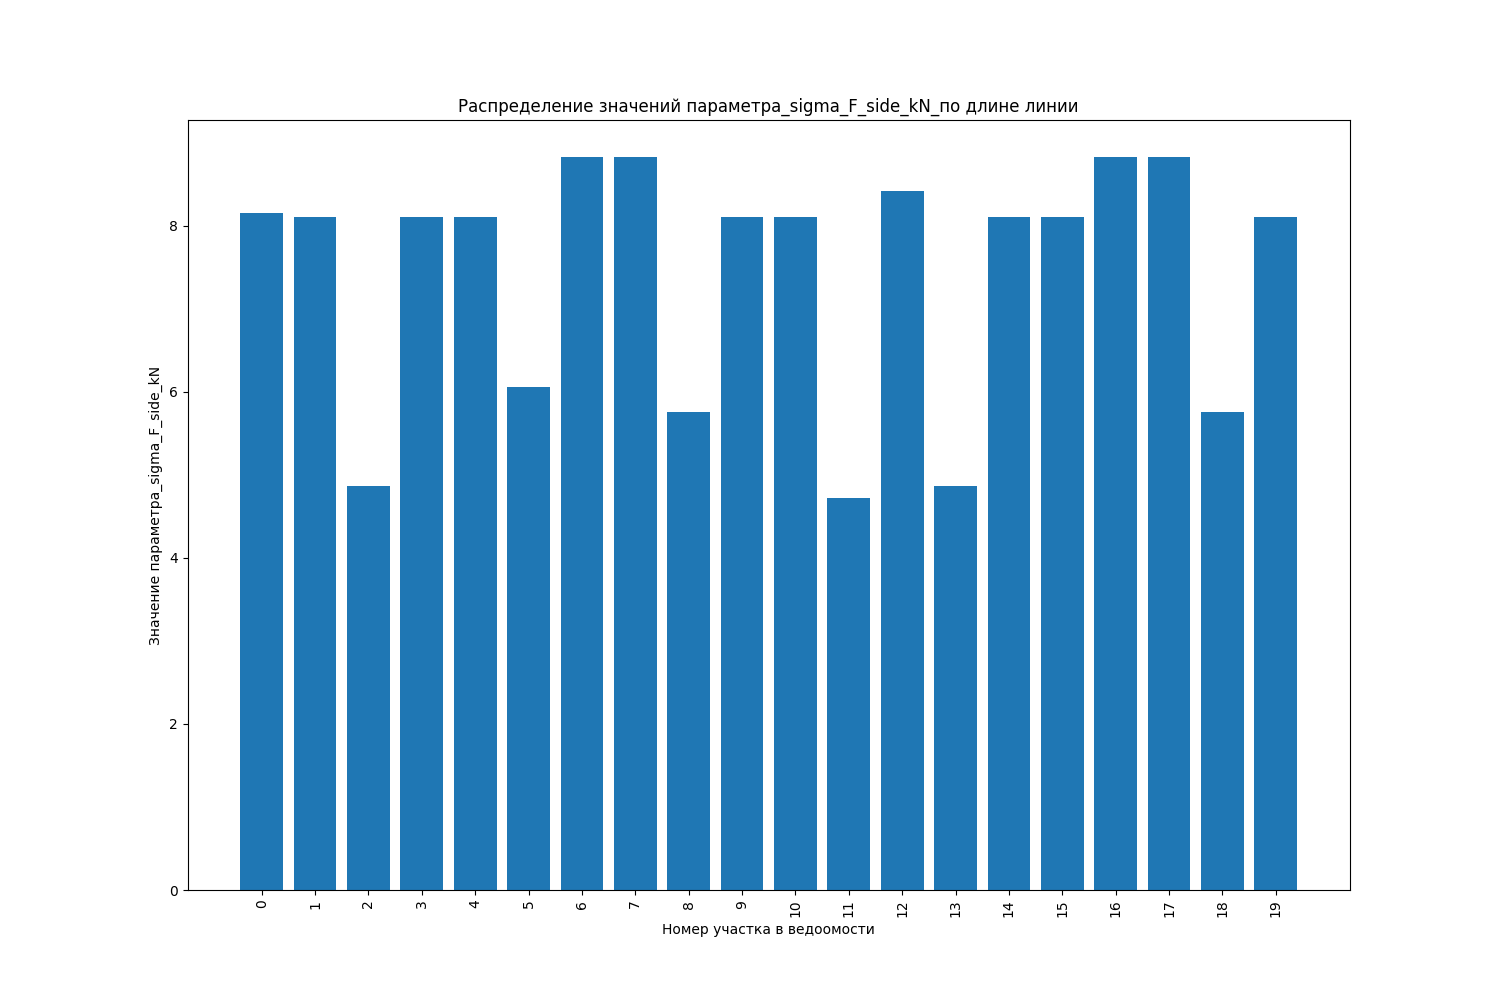 Распределение значений параметра_sigma_F_side_kN_по длине линии
Значение параметра_sigma_F_side_kN
8
6
4
2
0
0 1 2 3 4 5 6 7 8 9 10 11 12 13 14 15 16 17 18 19
Номер участка в ведоомости